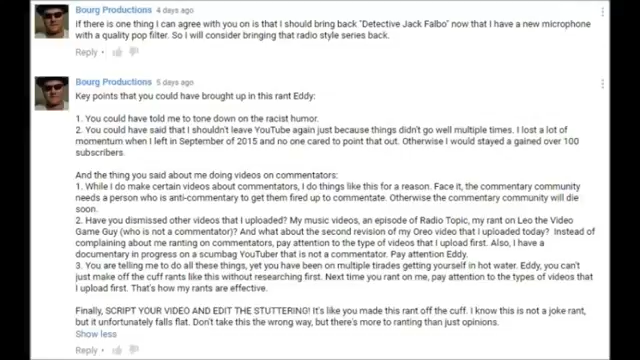 Bourg Productions 4 days ago
If there is one thing I can agree with you on is that I should bring back "Detective Jack Falbo" now that I have a new microphone
with a quality pop filter. So I will consider bringing that radio style series back.
Reply •
Bourg Productions 5 days ago
Key points that you could have brought up in this rant Eddy:
1. You could have told me to tone down on the racist humor.
2. You could have said that I shouldn't leave YouTube again just because things didn't go well multiple times. I lost a lot of
momentum when I left in September of 2015 and no one cared to point that out. Otherwise I would stayed a gained over 100
subscribers.
And the thing you said about me doing videos on commentators:
1. While I do make certain videos about commentators, I do things like this for a reason. Face it, the commentary community
needs a person who is anti-commentary to get them fired up to commentate. Otherwise the commentary community will die
soon.
2. Have you dismissed other videos that I uploaded? My music videos, an episode of Radio Topic, my rant on Leo the Video
Game Guy (who is not a commentator)? And what about the second revision of my Oreo video that I uploaded today? Instead of
complaining about me ranting on commentators, pay attention to the type of videos that I upload first. Also, I have a
documentary in progress on a scumbag YouTuber that is not a commentator. Pay attention Eddy.
3. You are telling me to do all these things, yet you have been on multiple tirades getting yourself in hot water. Eddy, you can't
just make off the cuff rants like this without researching first. Next time you rant on me, pay attention to the types of videos that
I upload first. That's how my rants are effective.
Finally, SCRIPT YOUR VIDEO AND EDIT THE STUTTERING! It's like you made this rant off the cuff. I know this is not a joke rant,
but it unfortunately falls flat. Don't take this the wrong way, but there's more to ranting than just opinions.
Show less
Reply •